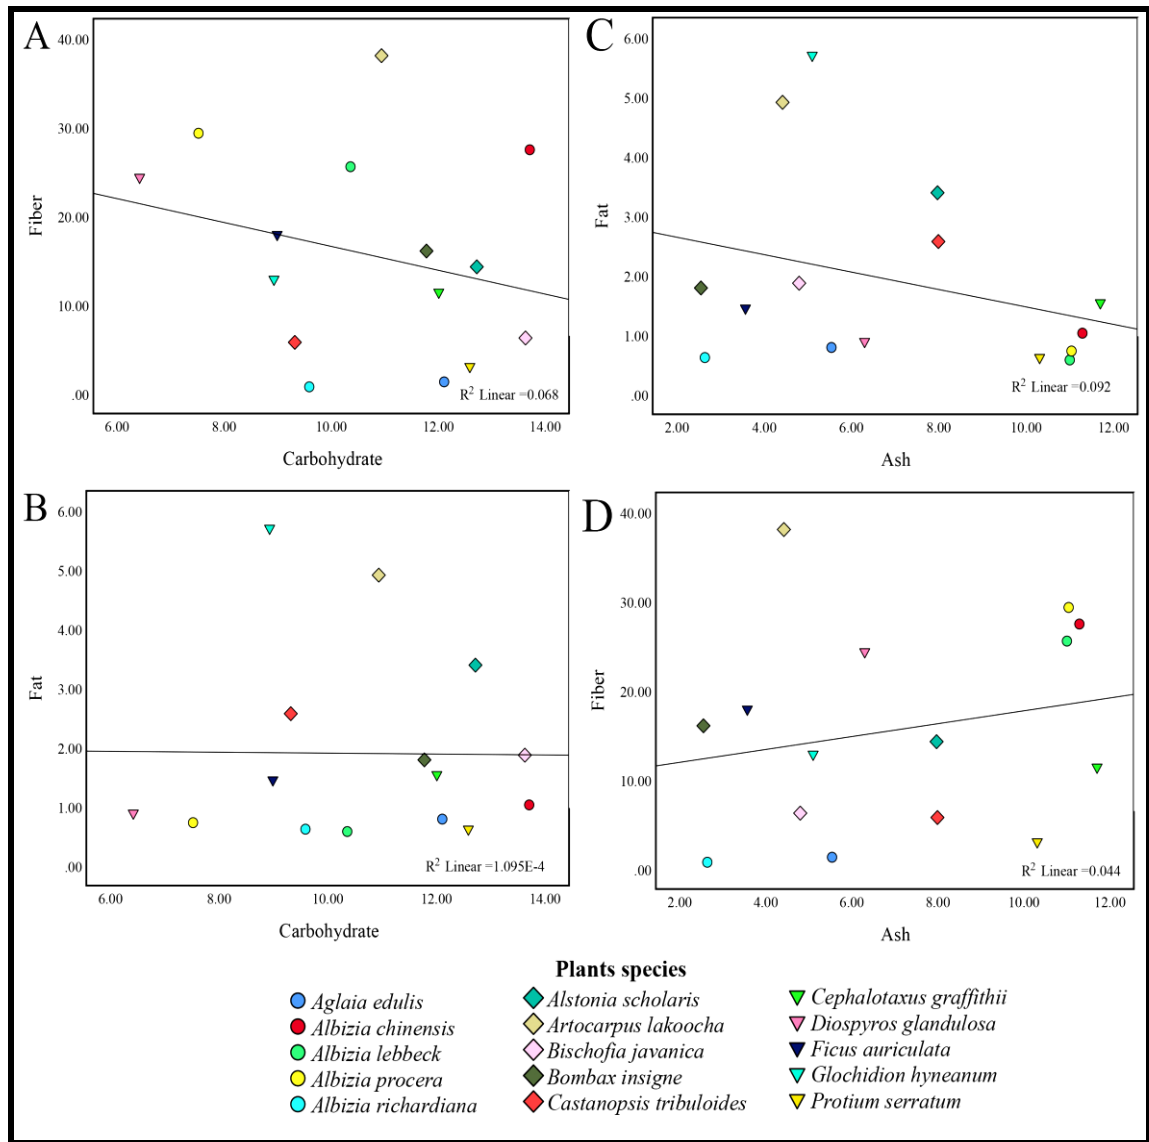 A
40.00
30.00
20.00
10.00
.00
Fiber
R2 Linear =0.068
6.00 8.00 10.00 12.00 14.00
Carbohydrate
C
6.00
5.00
4.00
3.00
2.00
1.00
.00
Fat
R2 Linear =0.092
2.00 4.00 6.00 8.00 10.00 12.00
Ash
B
6.00
5.00
4.00
3.00
2.00
1.00
.00
Fat
R2 Linear =1.095E-4
6.00 8.00 10.00 12.00 14.00
Carbohydrate
D
40.00
30.00
20.00
10.00
.00
Fiber
R2 Linear =0.044
2.00 4.00 6.00 8.00 10.00 12.00
Ash
Plants species
Aglaia edulis
Albizia chinensis
Albizia lebbeck
Albizia procera
Albizia richardiana
Alstonia scholaris
Artocarpus lakoocha
Bischofia javanica
Bombax insigne
Castanopsis tribuloides
Cephalotaxus graffithii
Diospyros glandulosa
Ficus auriculata
Glochidion hyneanum
Protium serratum